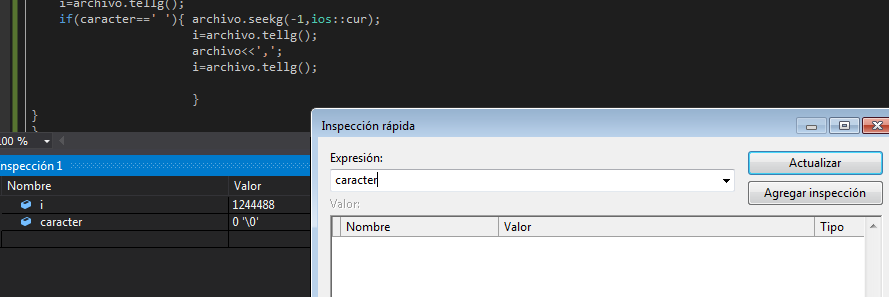 i=archivo.tellg();
if(caracter==' '){ archivo.seekg(-1,ios::cur);
i=archivo.tellg();
archivo<<',';
i=archivo.tellg();
}
}
}
00 %
nspección 1
Nombre Valor
i 1244488
caracter 0 '\0'
Inspección rápida
Expresión:
caracter
Actualizar
Agregar inspección
Valor:
Nombre Valor Tipo